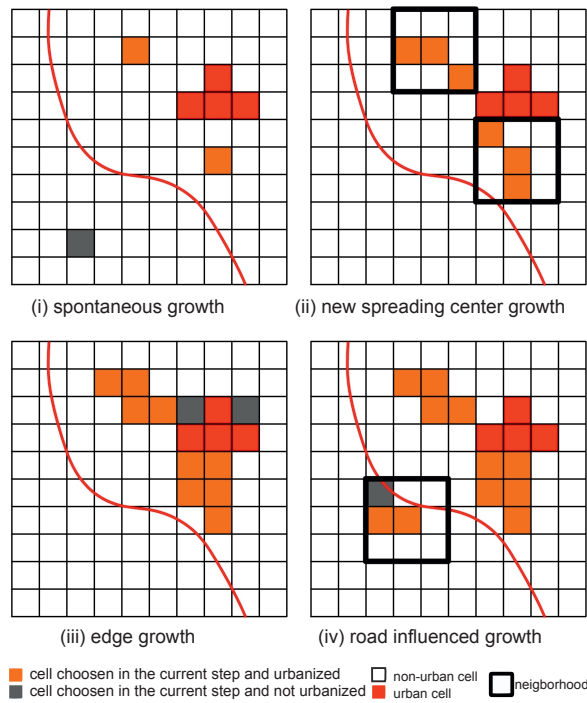 (i) spontaneous growth
(ii) new spreading center growth
(iii) edge growth
(iv) road influenced growth
cell choosen in the current step and urbanized
cell choosen in the current step and not urbanized
non-urban cell
urban cell
neigborhood